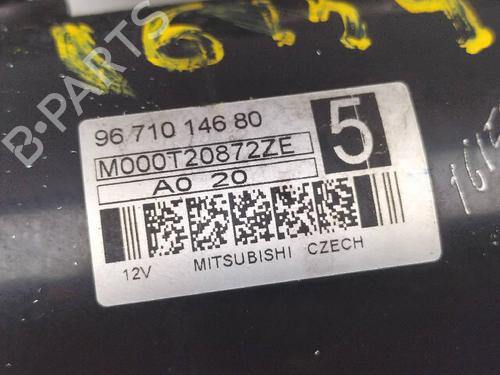 96 710 146 80
5
M000T20872ZE
A0 20
12V MITSUBISHI CZECH
B-PARTS